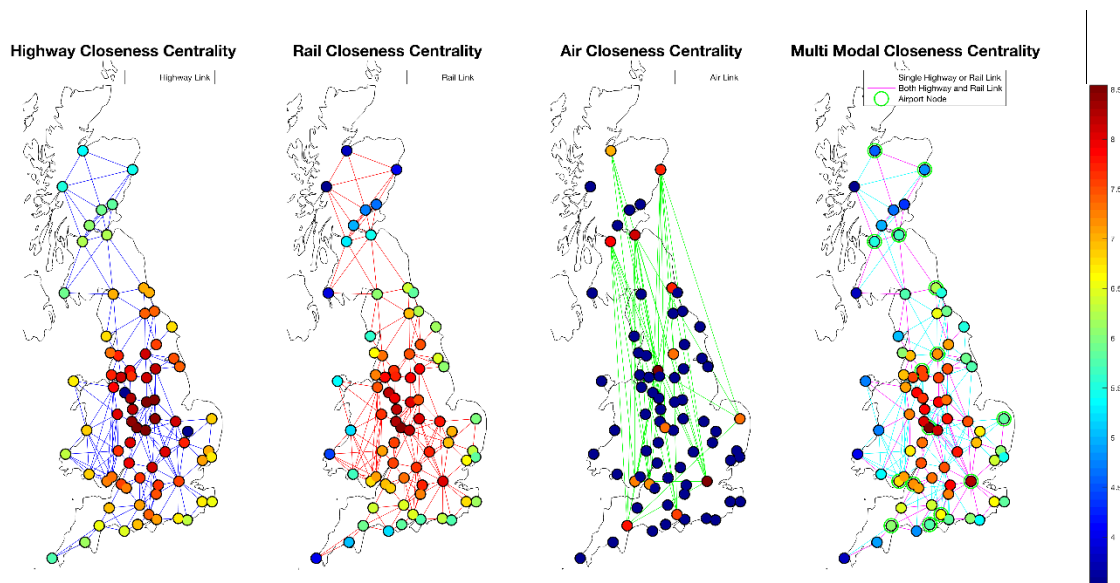 Highway Closeness Centrality
Rail Closeness Centrality
Air Closeness Centrality
Multi Modal Closeness Centrality
Highway Link
Rail Link
Air Link
Single Highway or Rail Link
Both Highway and Rail Link
Airport Node
8.5
8
7.5
7
6.5
6
5.5
5
4.5
4